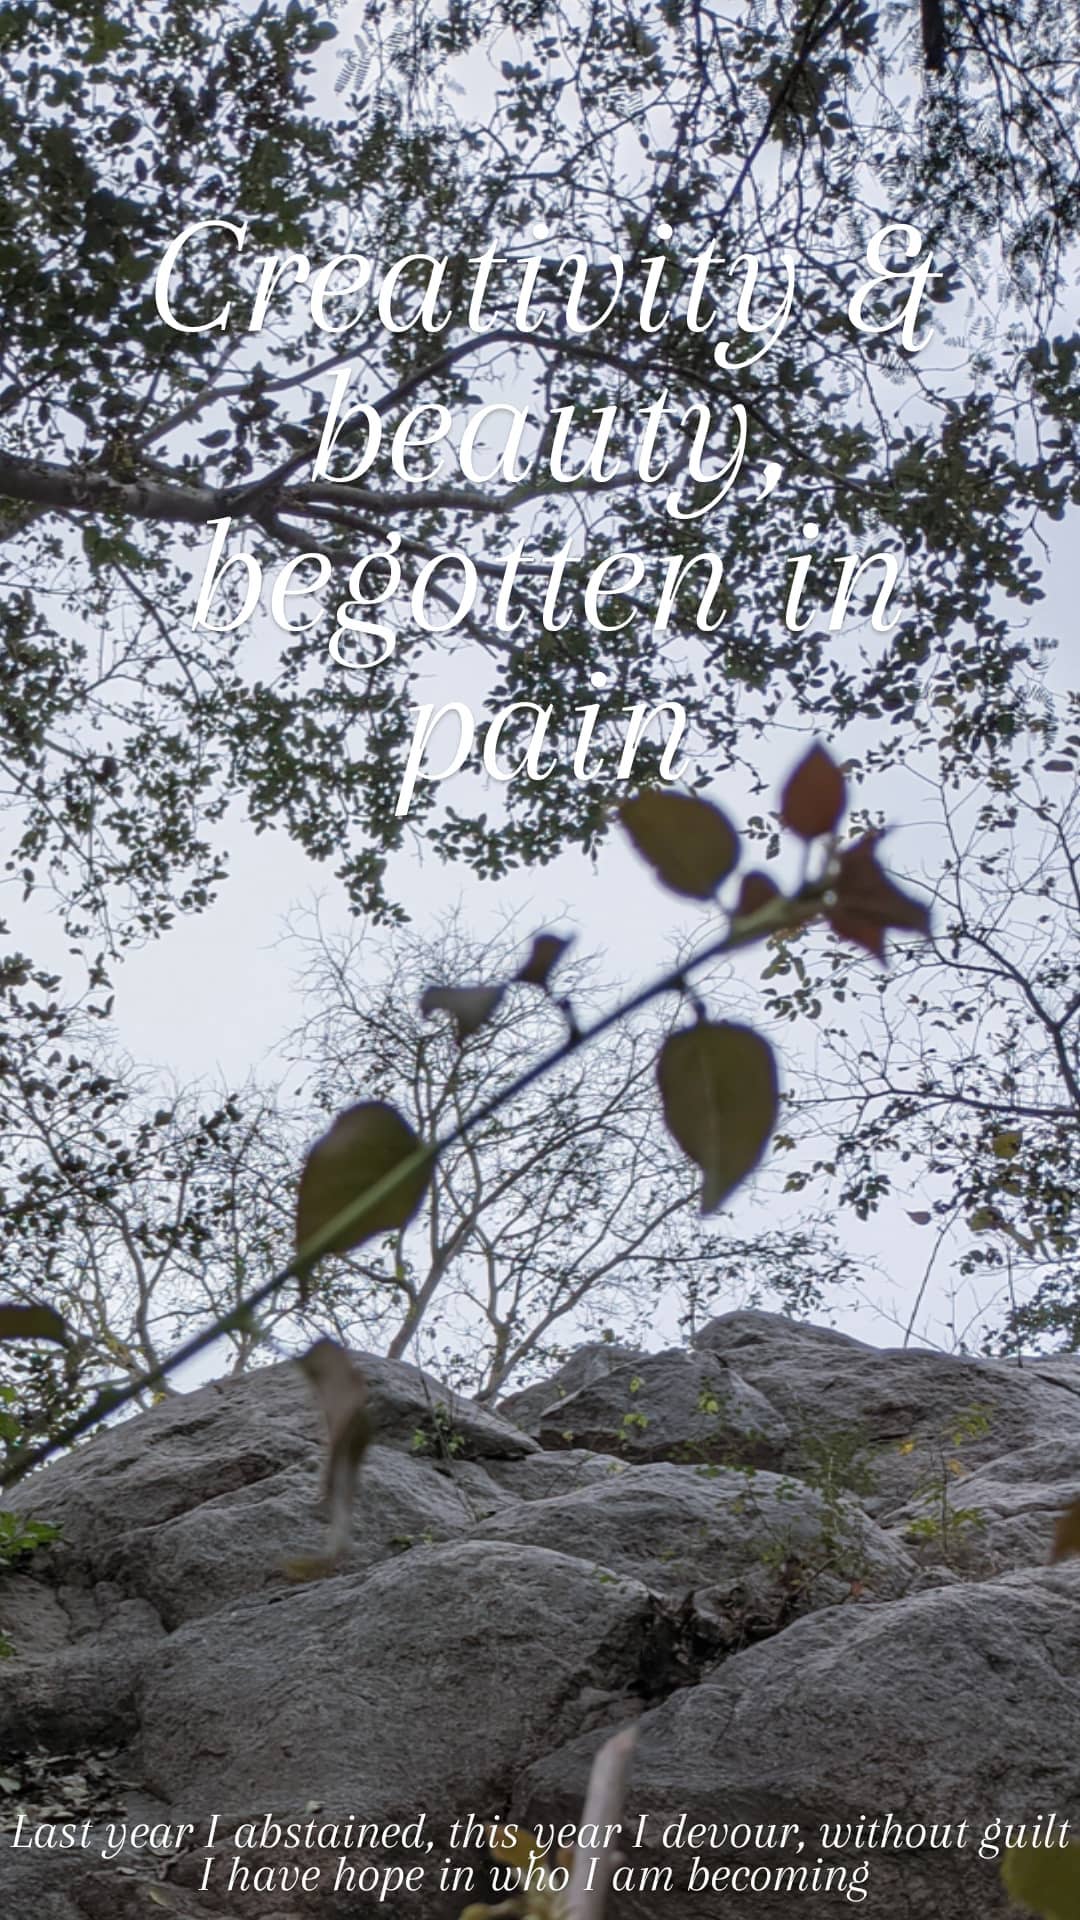 Creativity &
beauty,
begotten in
pain
Last year I abstained, this year I devour, without guilt
I have hope in who I am becoming